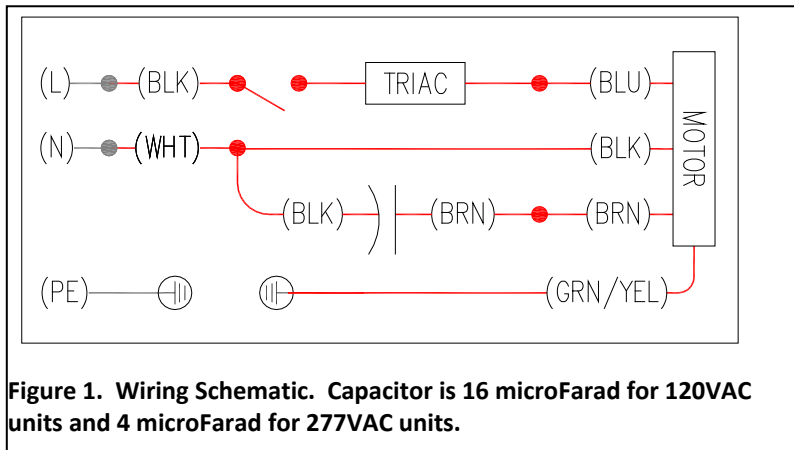 (L) (BLK) TRIAC (BLU)
MOTOR
(N) (WHT) (BLK)
(BLK) (BRN) (BRN)
(PE) (GRN/YEL)
Figure 1. Wiring Schematic. Capacitor is 16 microFarad for 120VAC
units and 4 microFarad for 277VAC units.